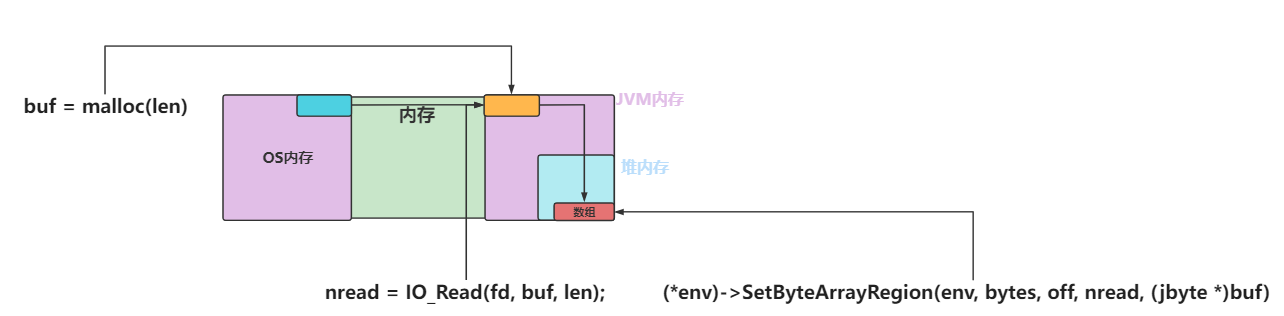 buf = malloc(len)
JVM内存
内存
OS内存
堆内存
数组
nread = IO_Read(fd, buf, len);
(*env)->SetByteArrayRegion(env, bytes, off, nread, (jbyte *)buf)